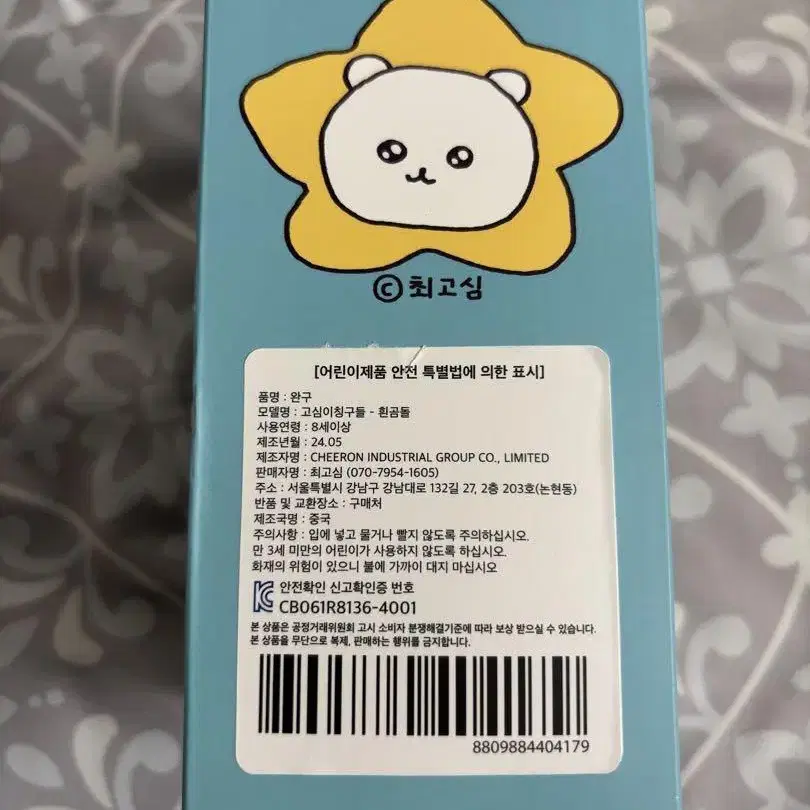 ⓒ최고심
[어린이제품 안전 특별법에 의한 표시]
품명 : 완구
모델명 : 고심이칭구들 - 흰곰돌
사용연령 : 8세이상
제조년월 : 24.05
제조자명 : CHEERON INDUSTRIAL GROUP CO., LIMITED
판매자명 : 최고심 (070-7954-1605)
주소 : 서울특별시 강남구 강남대로 132길 27, 2층 203호(논현동)
반품 및 교환장소 : 구매처
제조국명 : 중국
주의사항 : 입에 넣고 물거나 빨지 않도록 주의하십시오.
만 3세 미만의 어린이가 사용하지 않도록 하십시오.
화재의 위험이 있으니 불에 가까이 대지 마십시오
안전확인 신고확인증 번호
CB061R8136-4001
본 상품은 공정거래위원회 고시 소비자 분쟁해결기준에 따라 보상 받으실 수 있습니다.
본 상품을 무단으로 복제, 판매하는 행위를 금지합니다.
8809884404179